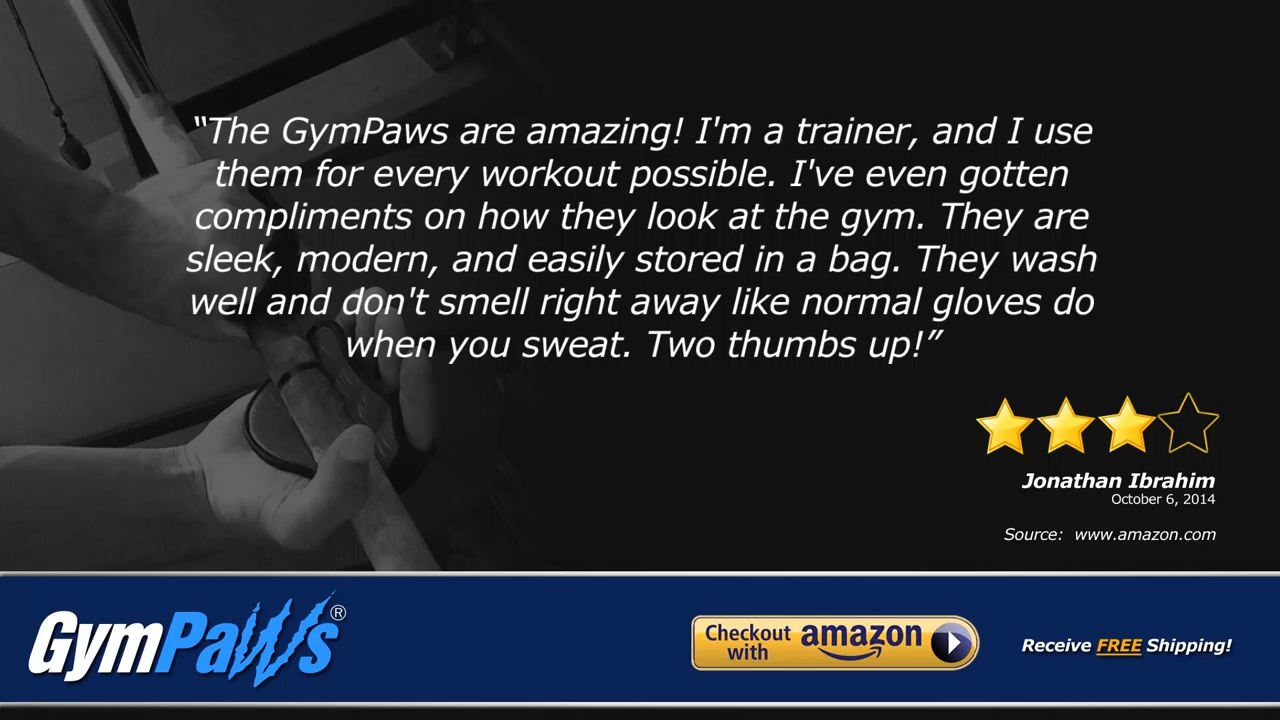 “The GymPaws are amazing! I'm a trainer, and I use
them for every workout possible. I've even gotten
compliments on how they look at the gym. They are
sleek, modern, and easily stored in a bag. They wash
well and don't smell right away like normal gloves do
when you sweat. Two thumbs up!”
Jonathan Ibrahim
October 6, 2014
Source: www.amazon.com
GymPaws®
Checkout with amazon
Receive FREE Shipping!